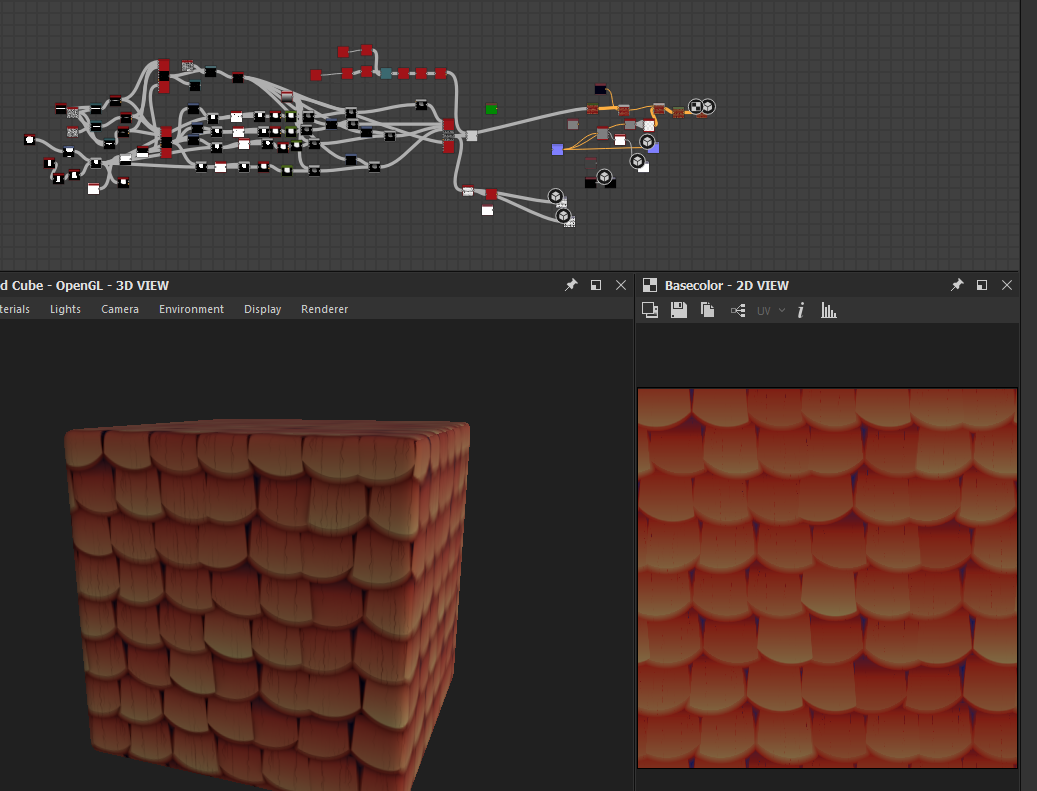 d Cube - OpenGL - 3D VIEW
terials Lights Camera Environment Display Renderer
Basecolor - 2D VIEW
UV i